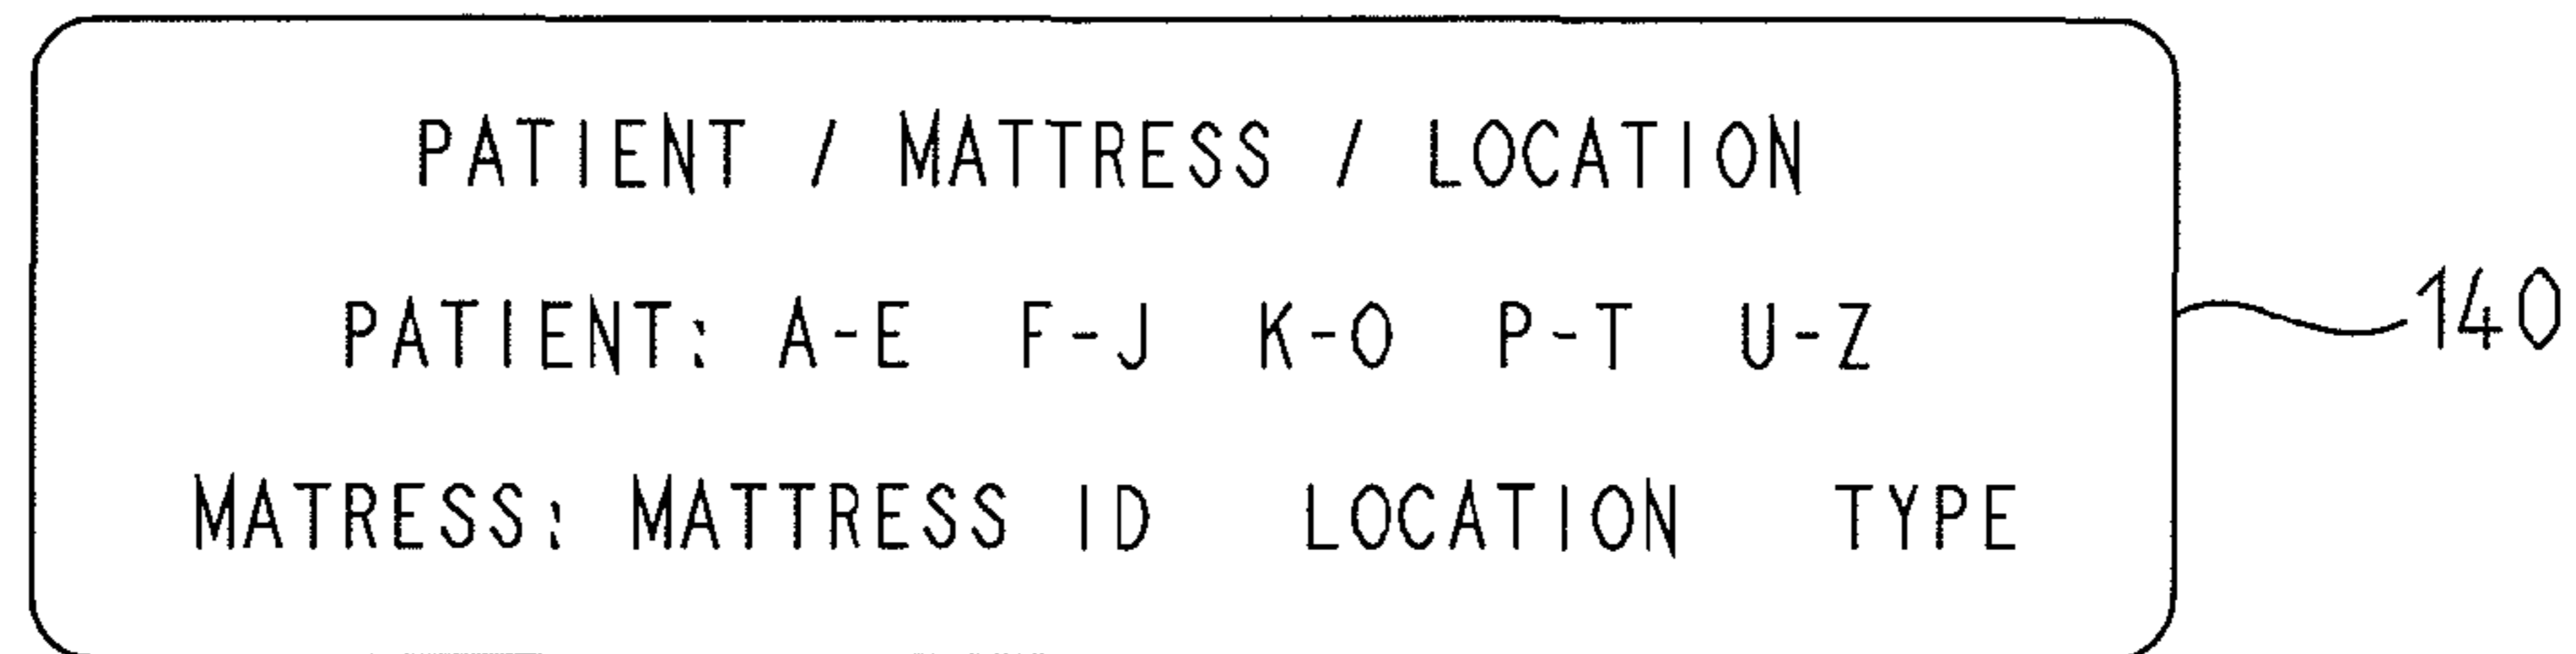 PATIENT / MATTRESS / LOCATION
PATIENT: A-E F-J K-O P-T U-Z
140
MATRESS: MATTRESS ID LOCATION TYPE